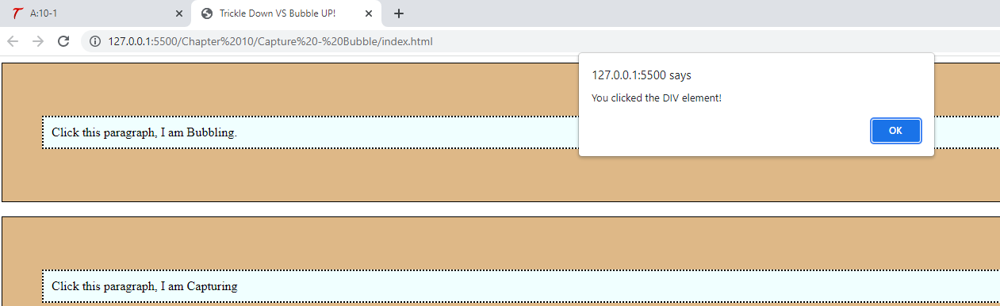 A:10-1
Trickle Down VS Bubble UP!
127.0.0.1:5500/Chapter%2010/Capture%20-%20Bubble/index.html
127.0.0.1:5500 says
You clicked the DIV element!
OK
Click this paragraph, I am Bubbling.
Click this paragraph, I am Capturing